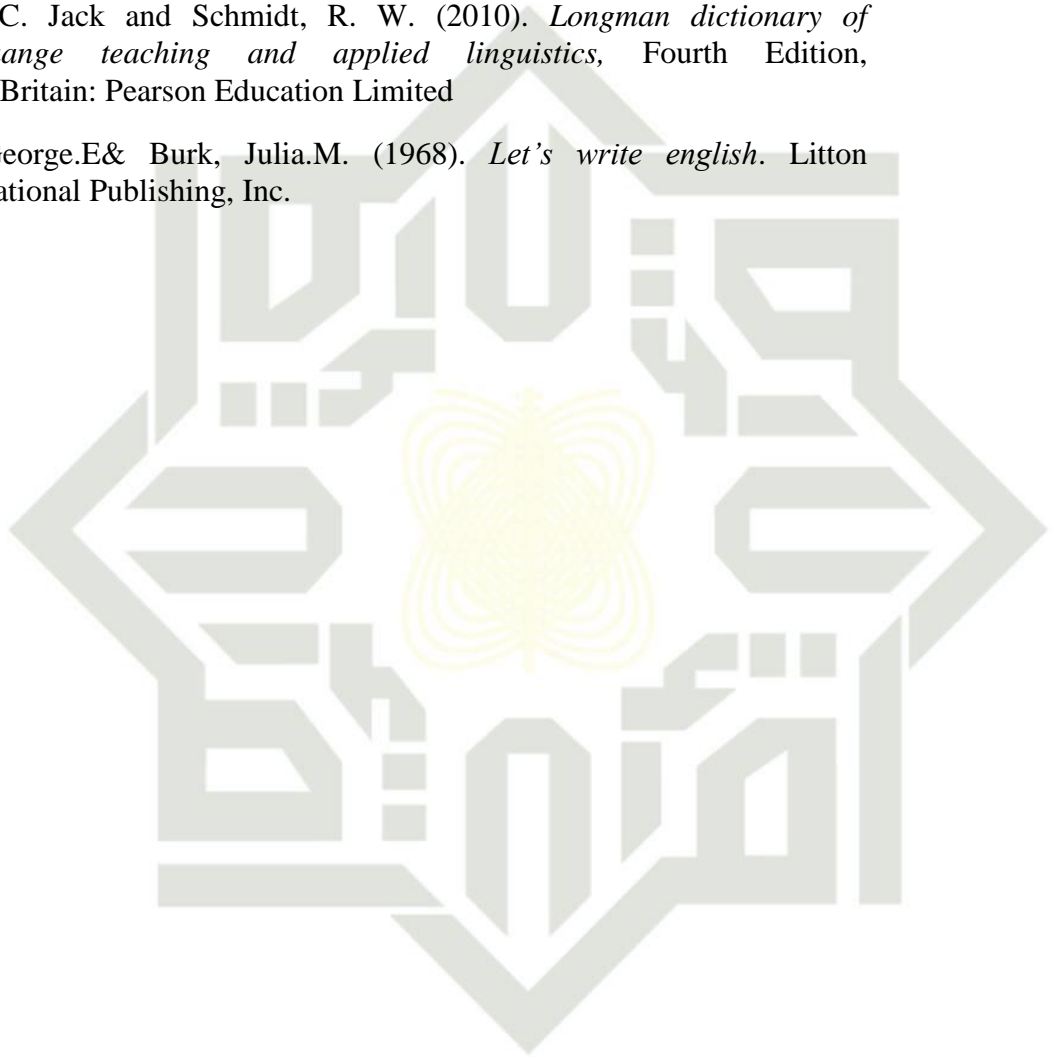 C. Jack and Schmidt, R. W. (2010). Longman dictionary of
ange teaching and applied linguistics, Fourth Edition,
Britain: Pearson Education Limited
George.E& Burk, Julia.M. (1968). Let's write english. Litton
ational Publishing, Inc.